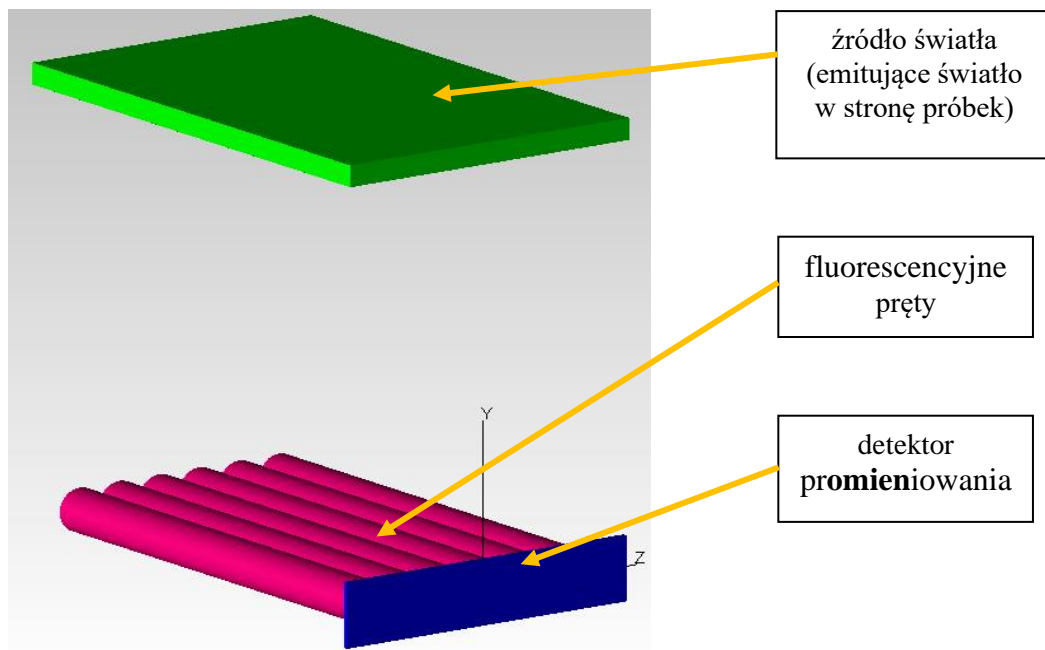 źródło światła
(emitujące światło
w stronę próbek)
fluorescencyjne
pręty
Y
detektor
promieniowania
Z